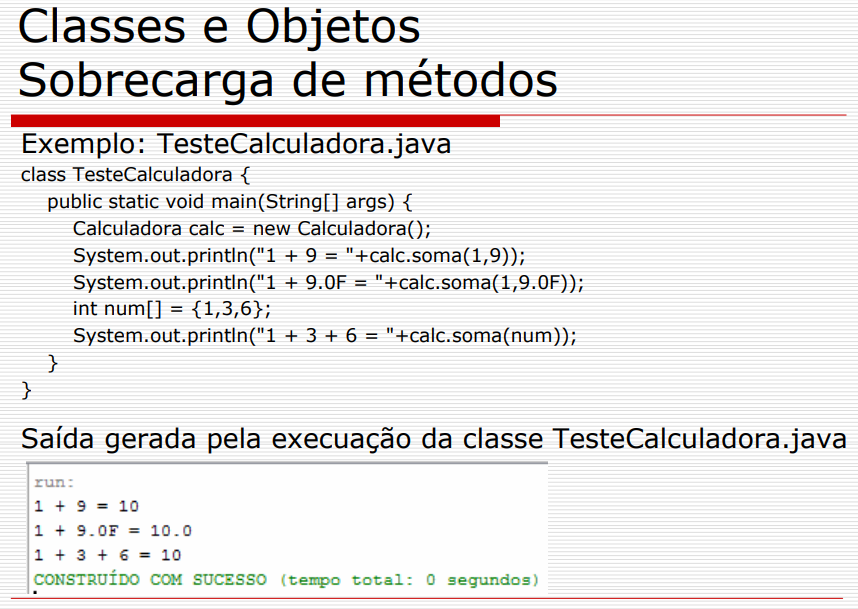 Classes e Objetos
Sobrecarga de métodos
Exemplo: TesteCalculadora.java
class TesteCalculadora {
public static void main(String[] args) {
Calculadora calc = new Calculadora();
System.out.println("1 + 9 = "+calc.soma(1,9));
System.out.println("1 + 9.0F = "+calc.soma(1,9.0F));
int num[] = {1,3,6};
System.out.println("1 + 3 + 6 = "+calc.soma(num));
}
}
Saída gerada pela execuação da classe TesteCalculadora.java
run:
1 + 9 = 10
1 + 9.0F = 10.0
1 + 3 + 6 = 10
CONSTRUÍDO COM SUCESSO (tempo total: 0 segundos)